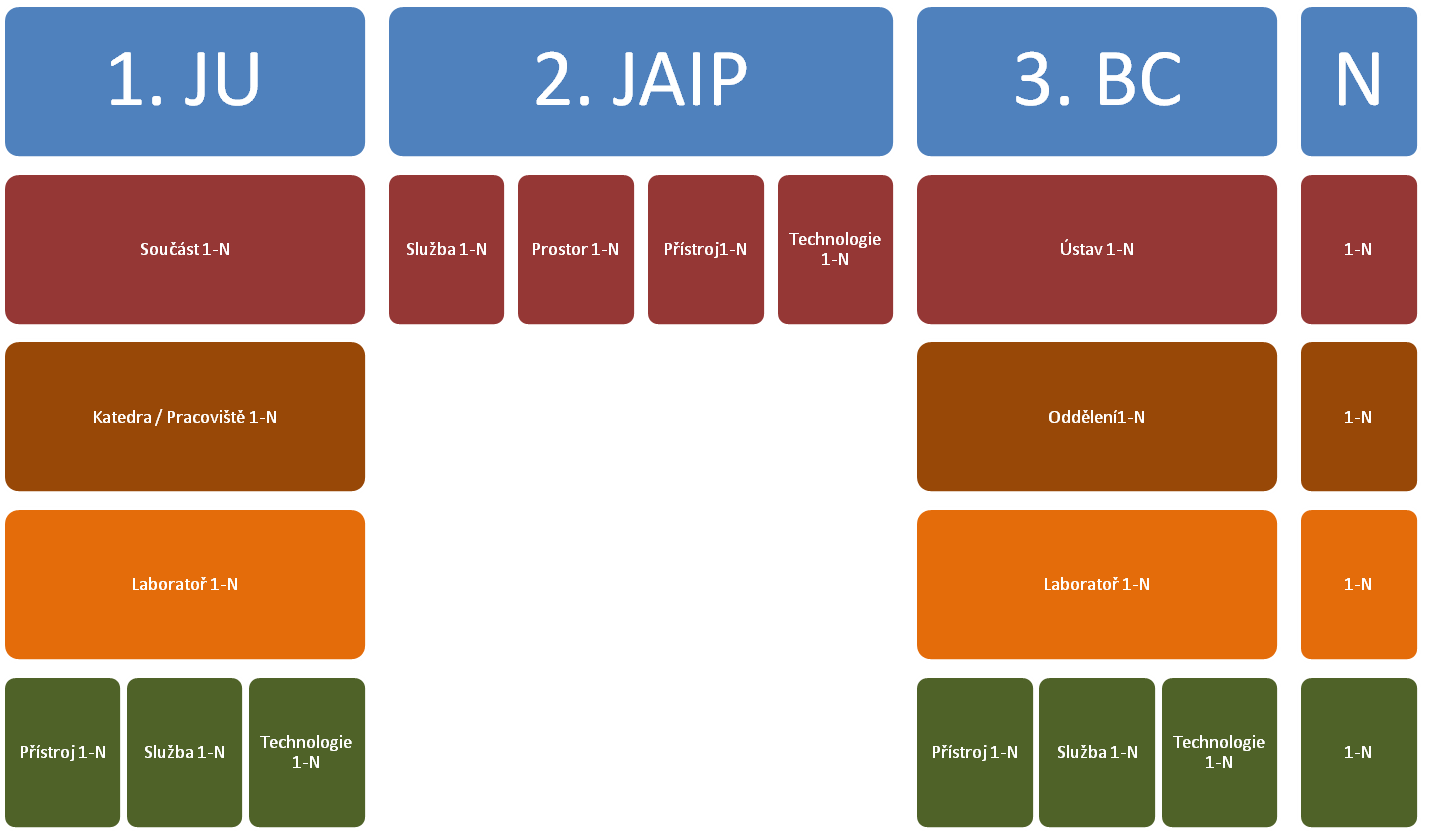 1. JU
2. JAIP
3. BC
N
Součást 1-N
Služba 1-N
Prostor 1-N
Přístroj1-N
Technologie
1-N
Ústav 1-N
1-N
Katedra / Pracoviště 1-N
Oddělení1-N
1-N
Laboratoř 1-N
Laboratoř 1-N
1-N
Přístroj 1-N
Služba 1-N
Technologie
1-N
Přístroj 1-N
Služba 1-N
Technologie
1-N
1-N